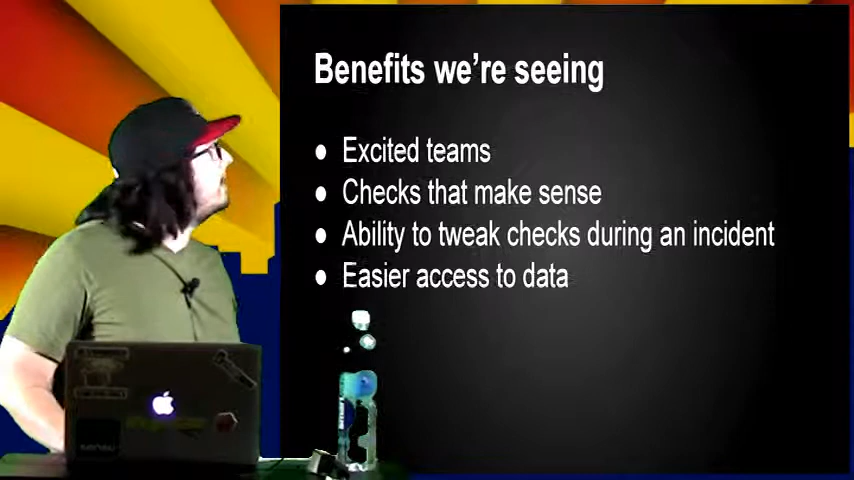 Benefits we're seeing
● Excited teams
● Checks that make sense
● Ability to tweak checks during an incident
● Easier access to data